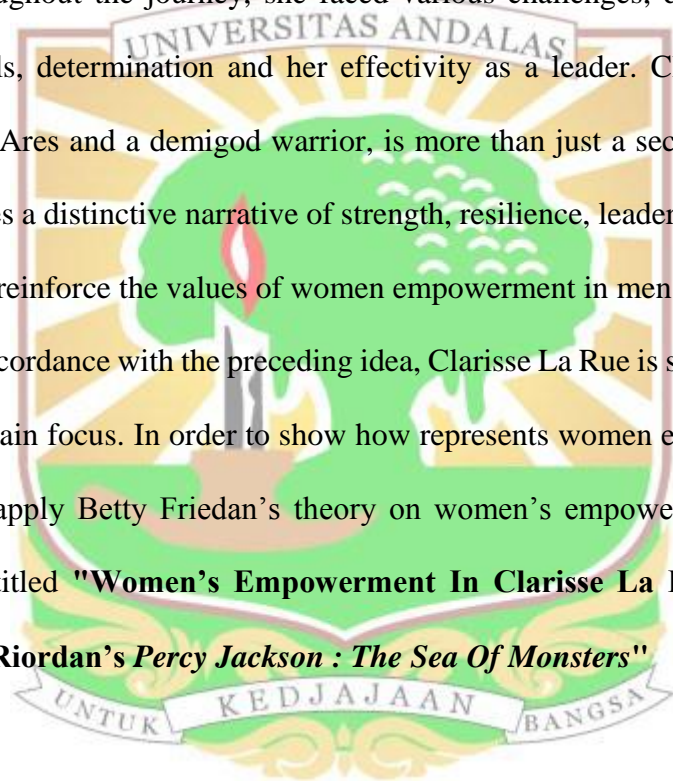 ughout the journey, she faced various challenges, d
UNIVERSITAS ANDALAS
ls, determination and her effectivity as a leader. C
Ares and a demigod warrior, is more than just a sec
es a distinctive narrative of strength, resilience, leader
reinforce the values of women empowerment in men
cordance with the preceding idea, Clarisse La Rue is s
ain focus. In order to show how represents women e
apply Betty Friedan’s theory on women’s empowe
titled "Women’s Empowerment In Clarisse La
Riordan’s Percy Jackson : The Sea Of Monsters"
UNTUK KEDJAJAAN BANGSA